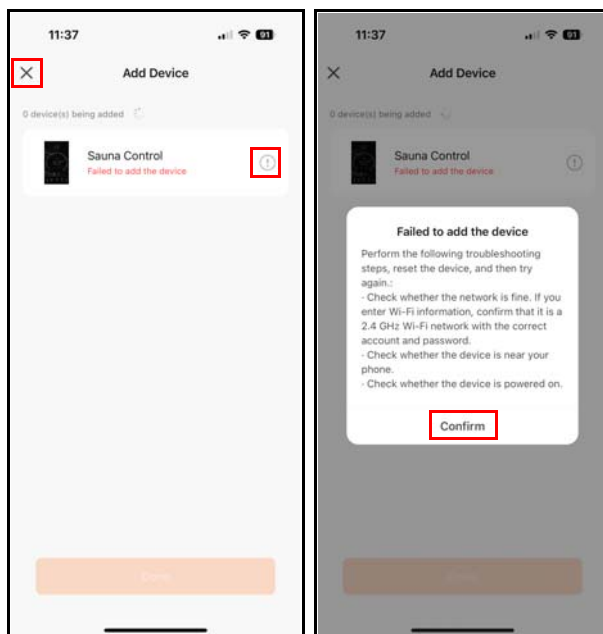 11:37
91
Add Device
0 device(s) being added
Sauna Control
Failed to add the device
Done
11:37
91
Add Device
0 device(s) being added
Sauna Control
Failed to add the device
Failed to add the device
Perform the following troubleshooting
steps, reset the device, and then try
again.:
· Check whether the network is fine. If you
enter Wi-Fi information, confirm that it is a
2.4 GHz Wi-Fi network with the correct
account and password.
· Check whether the device is near your
phone.
· Check whether the device is powered on.
Confirm